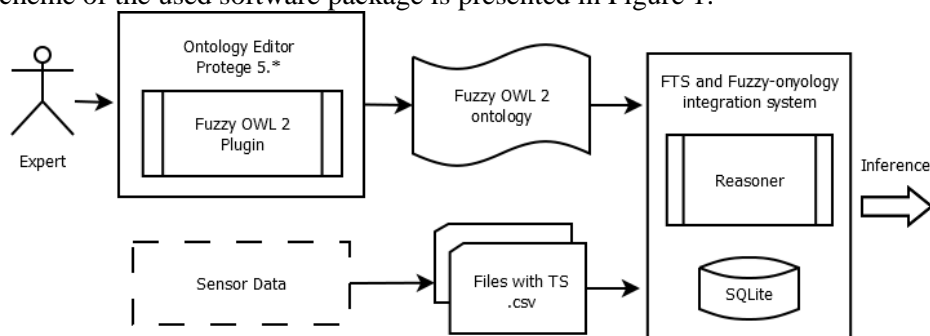 scheme of the used software package is presented in Figure 1.
Ontology Editor
Protege 5.*
Fuzzy OWL 2
Plugin
Expert
Fuzzy OWL 2
ontology
FTS and Fuzzy-onyology
integration system
Reasoner
Inference
Sensor Data
Files with TS
.csv
SQLite